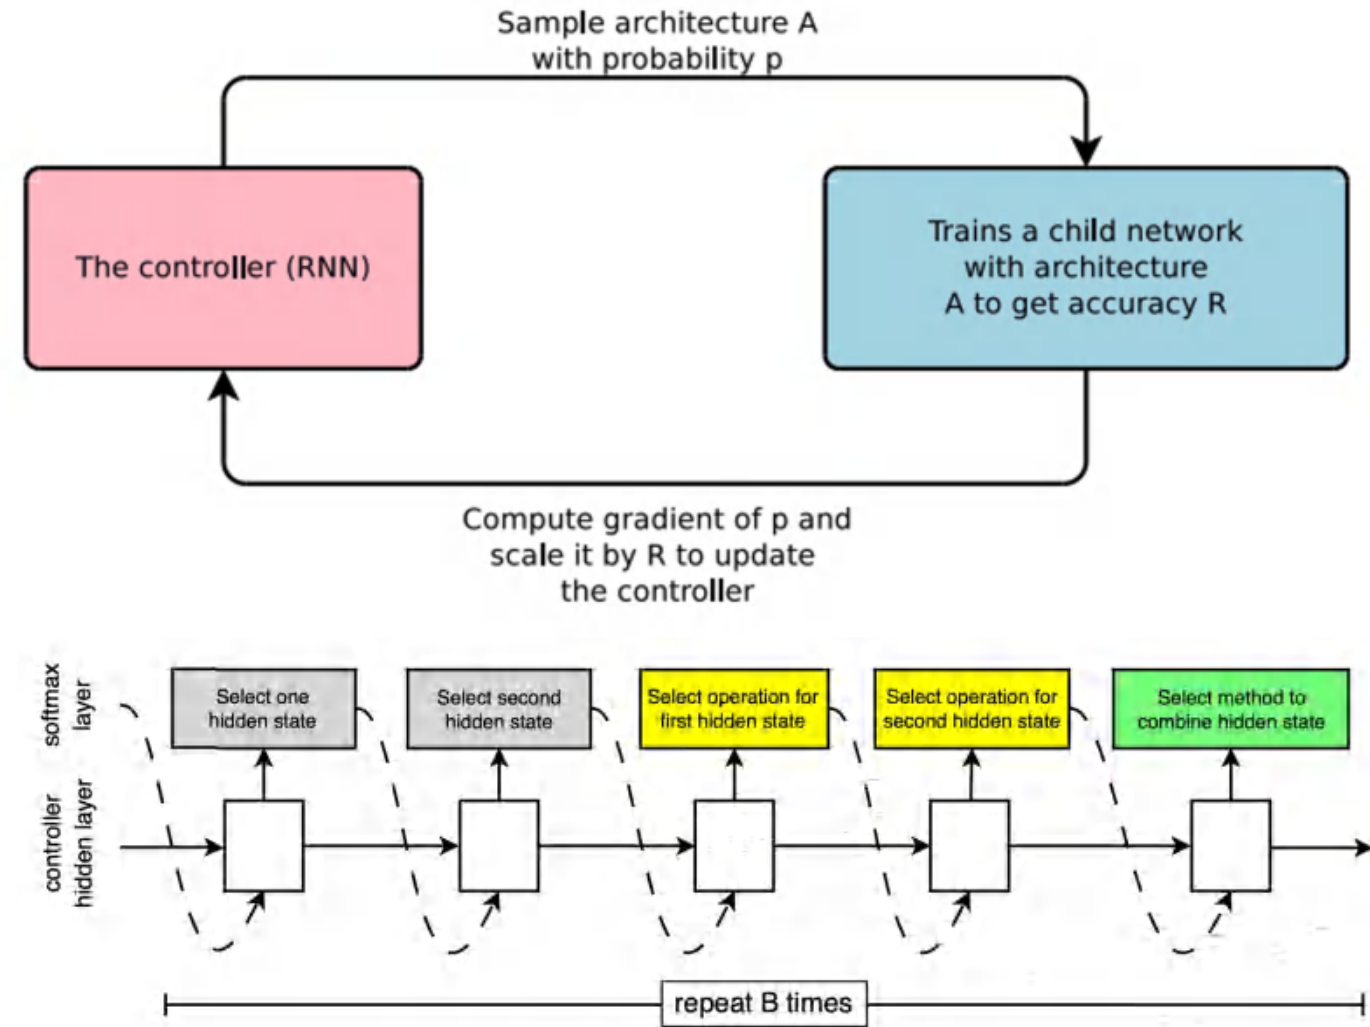 Sample architecture A
with probability p
The controller (RNN)
Trains a child network
with architecture
A to get accuracy R
Compute gradient of p and
scale it by R to update
the controller
softmax
layer
Select one
hidden state
Select second
hidden state
Select operation for
first hidden state
Select operation for
second hidden state
Select method to
combine hidden state
controller
hidden layer
repeat B times